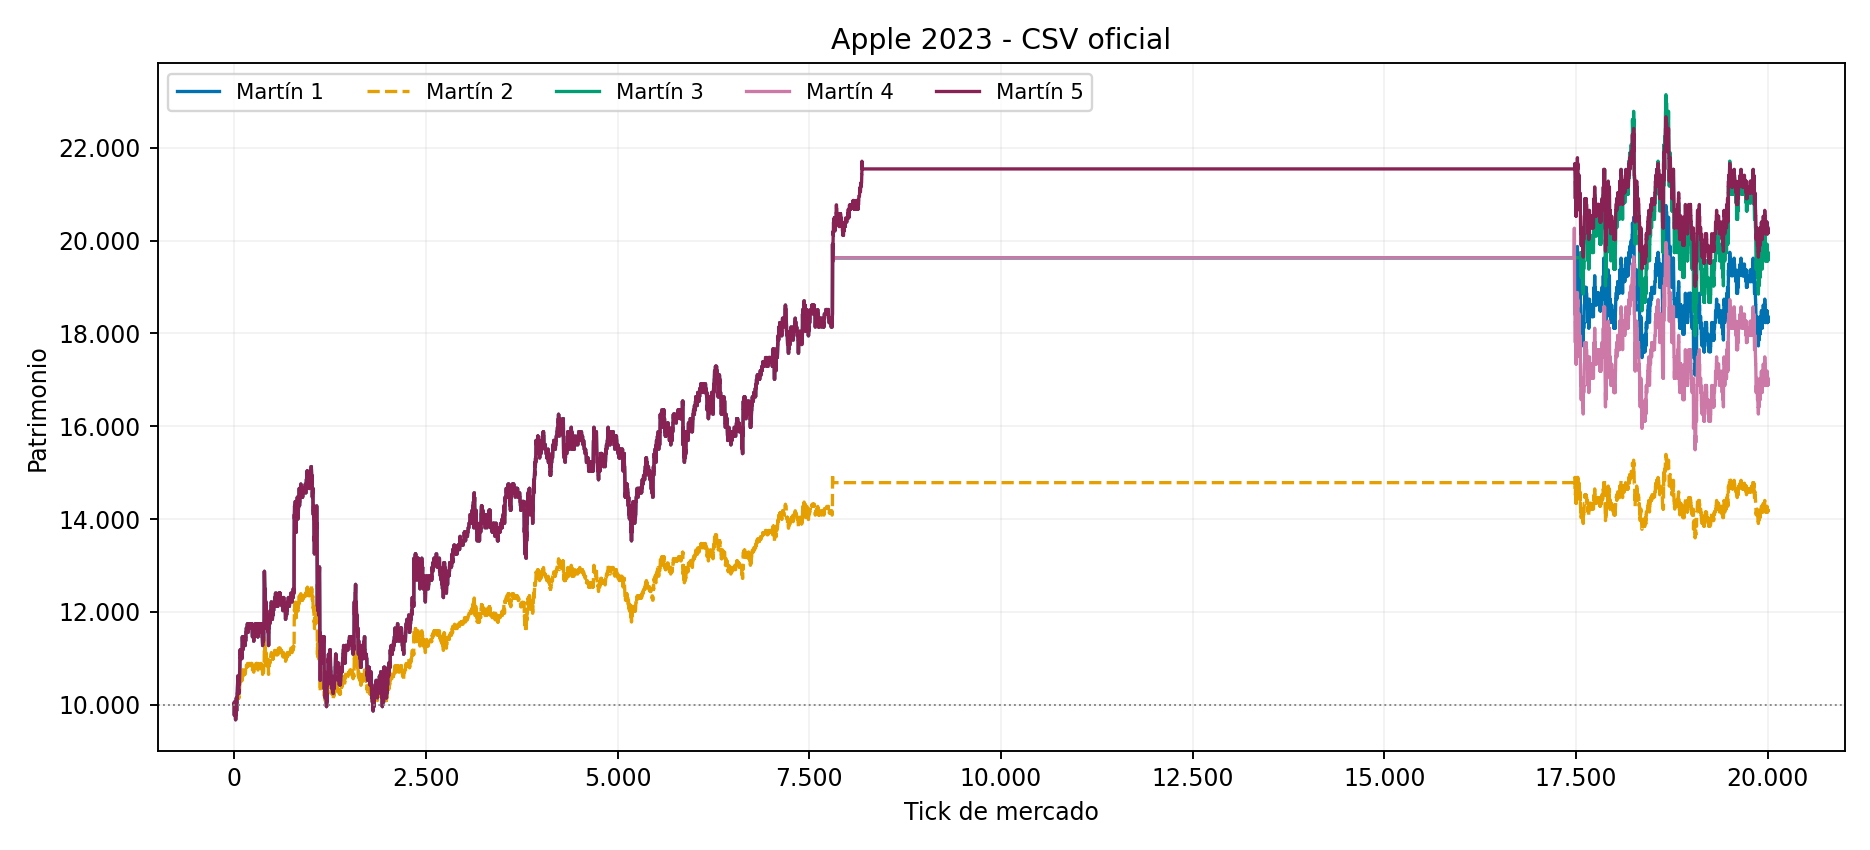 Apple 2023 - CSV oficial
Martín 1 Martín 2 Martín 3 Martín 4 Martín 5
Patrimonio
22.000
20.000
18.000
16.000
14.000
12.000
10.000
0 2.500 5.000 7.500 10.000 12.500 15.000 17.500 20.000
Tick de mercado